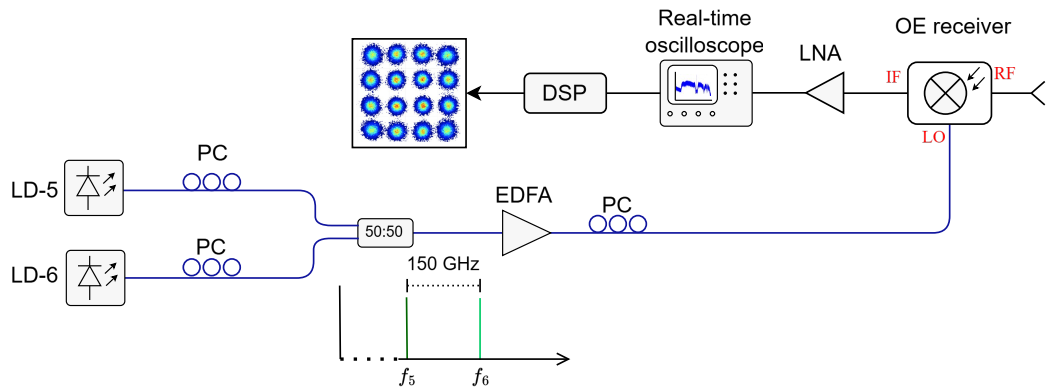 Real-time
oscilloscope
OE receiver
LNA
IF
RF
DSP
LO
PC
LD-5
EDFA
PC
50:50
PC
LD-6
150 GHz
f5
f6